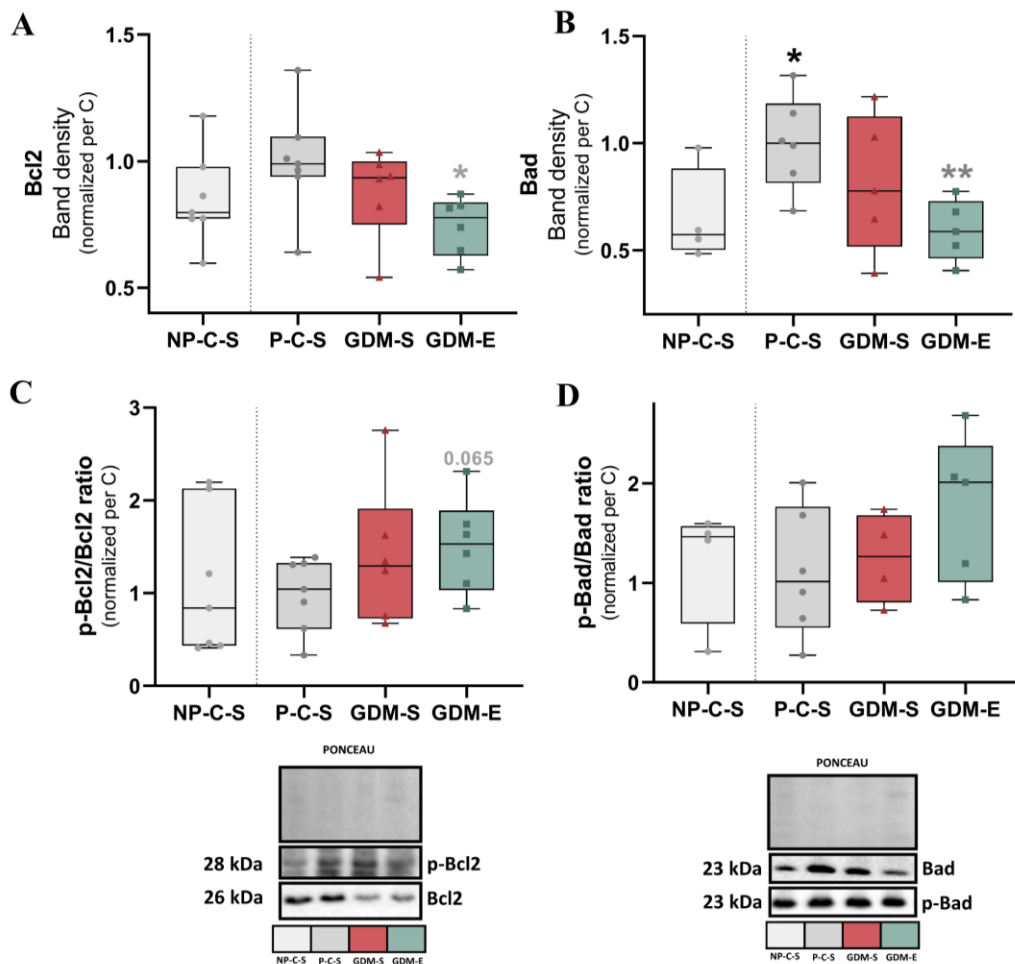 A
Bcl2
Band density
(normalized per C)
1.5
1.0
0.5
*
NP-C-S P-C-S GDM-S GDM-E
B
Bad
Band density
(normalized per C)
1.5
1.0
0.5
*
**
NP-C-S P-C-S GDM-S GDM-E
C
p-Bcl2/Bcl2 ratio
(normalized per C)
3
2
1
0
0.065
NP-C-S P-C-S GDM-S GDM-E
D
p-Bad/Bad ratio
(normalized per C)
2
1
0
NP-C-S P-C-S GDM-S GDM-E
PONCEAU
28 kDa p-Bcl2
26 kDa Bcl2
NP-C-S P-C-S GDM-S GDM-E
PONCEAU
23 kDa Bad
23 kDa p-Bad
NP-C-S P-C-S GDM-S GDM-E